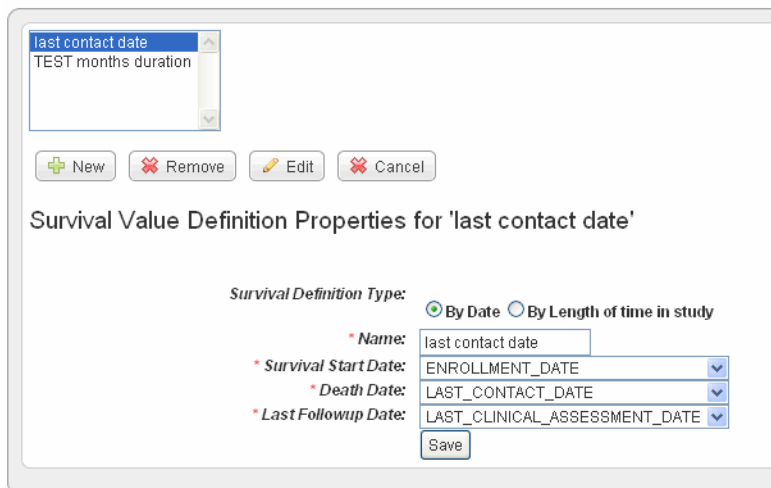 last contact date
TEST months duration
New Remove Edit Cancel
Survival Value Definition Properties for 'last contact date'
Survival Definition Type:
By Date By Length of time in study
* Name: last contact date
* Survival Start Date: ENROLLMENT_DATE
* Death Date: LAST_CONTACT_DATE
* Last Followup Date: LAST_CLINICAL_ASSESSMENT_DATE
Save